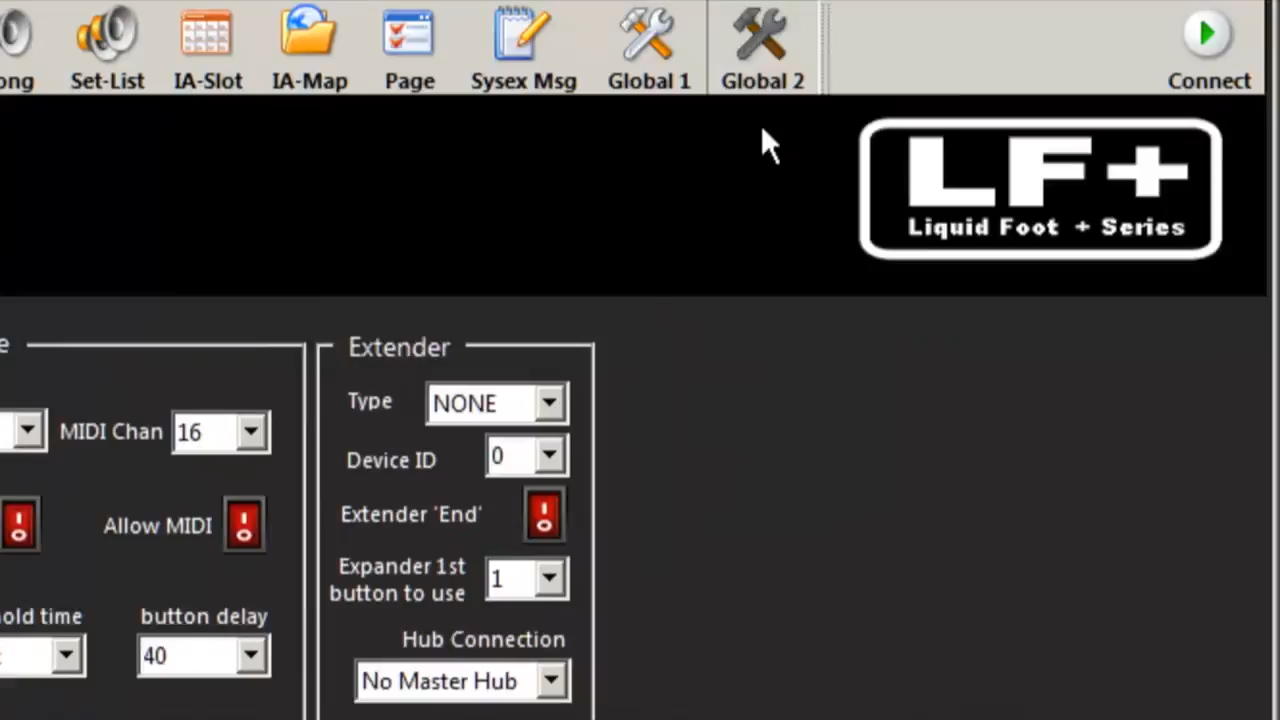 ong Set-List IA-Slot IA-Map Page Sysex Msg Global 1 Global 2 Connect
LF+
Liquid Foot + Series
e Extender
Type NONE
MIDI Chan 16
Device ID 0
Allow MIDI
Extender 'End'
Expander 1st
button to use 1
old time button delay
40
Hub Connection
No Master Hub